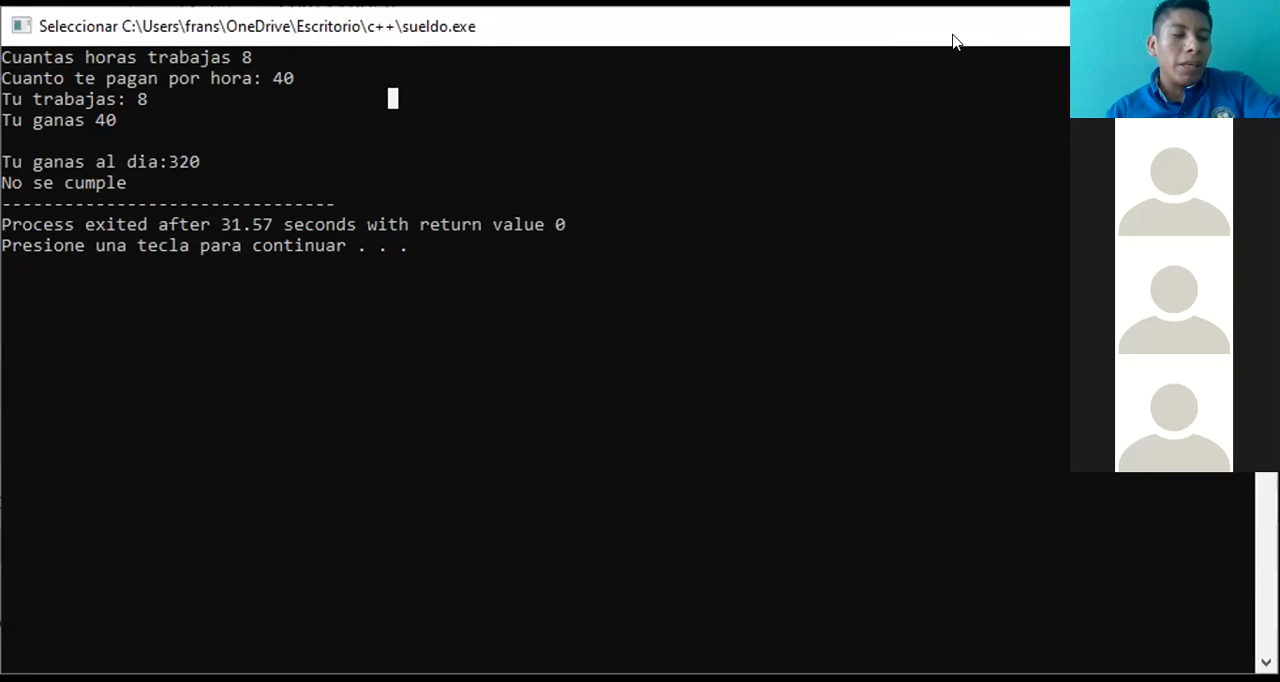 Seleccionar C:\Users\frans\OneDrive\Escritorio\c++\sueldo.exe
Cuantas horas trabajas 8
Cuanto te pagan por hora: 40
Tu trabajas: 8
Tu ganas 40
Tu ganas al dia:320
No se cumple
--------------------------------
Process exited after 31.57 seconds with return value 0
Presione una tecla para continuar . . .